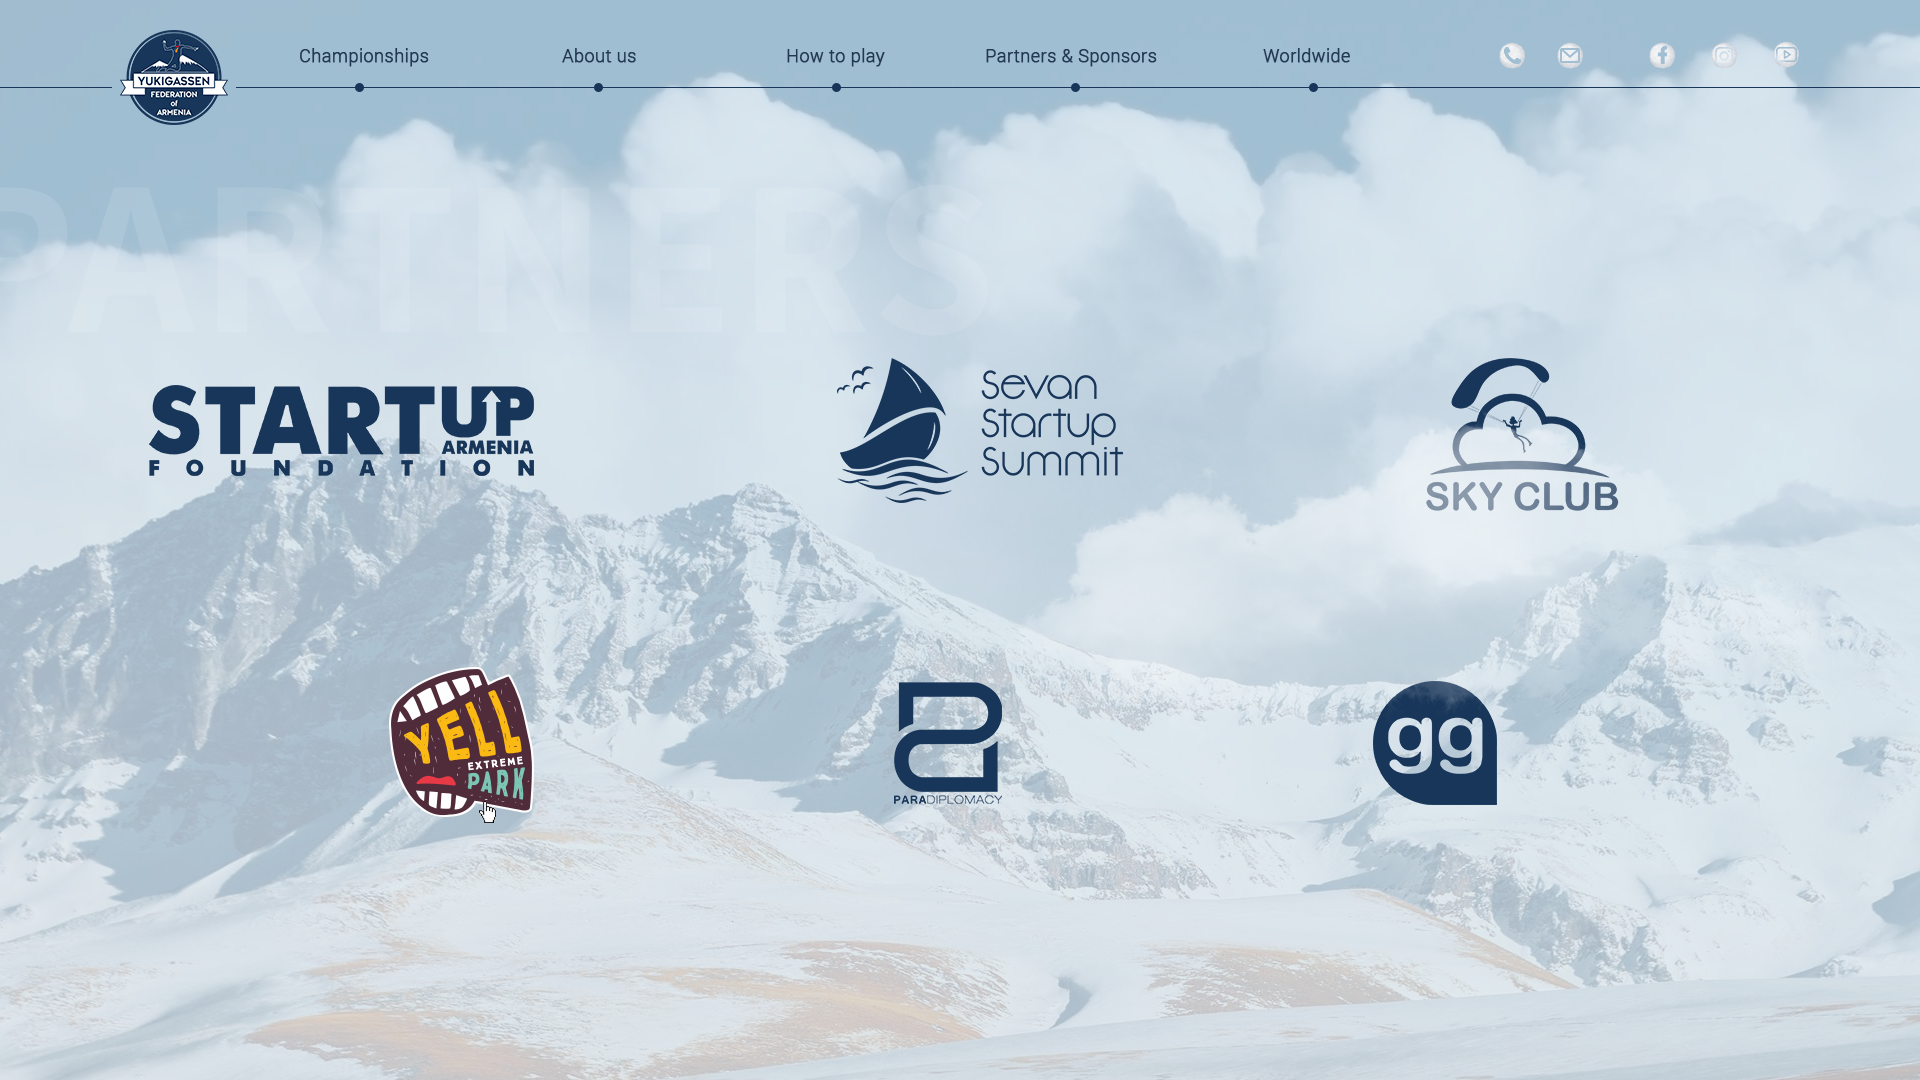 YUKIGASSEN
FEDERATION
of
ARMENIA
Championships
About us
How to play
Partners & Sponsors
Worldwide
PARTNERS
STARTUP
ARMENIA
FOUNDATION
Sevan
Startup
Summit
SKY CLUB
YELL
EXTREME
PARK
PARADIPLOMACY
gg